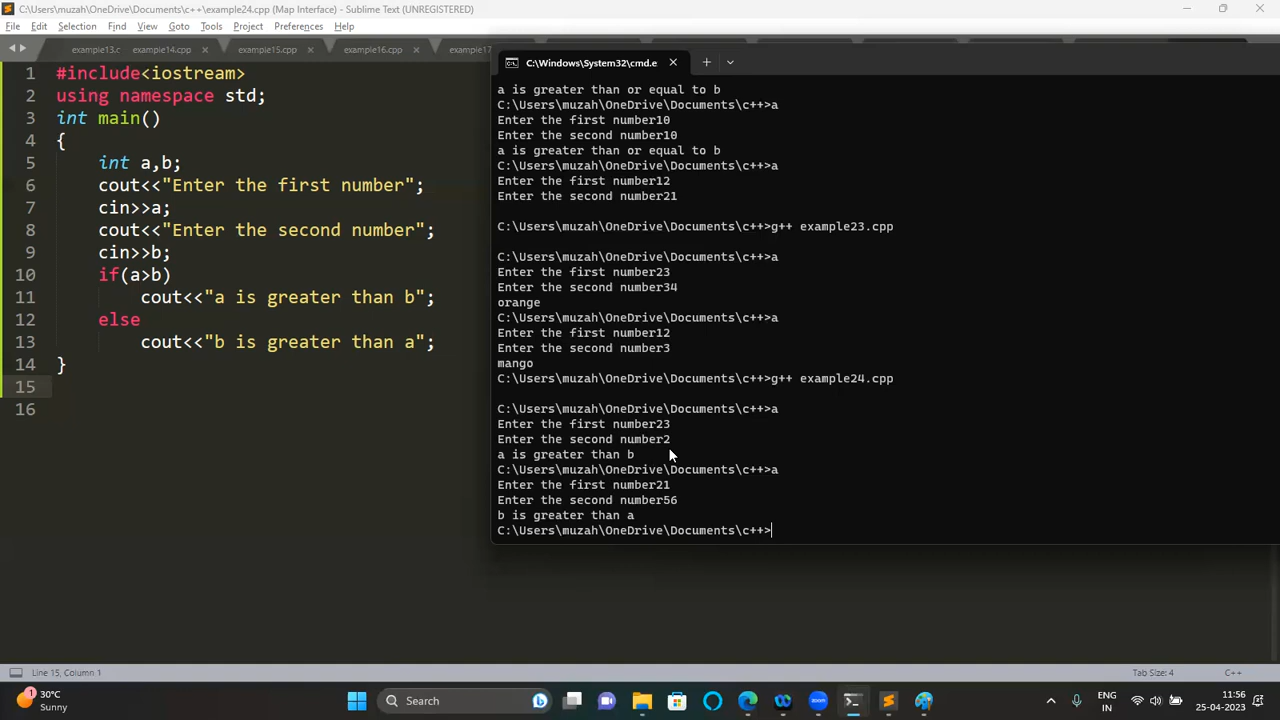 C:\Users\muzah\OneDrive\Documents\c++\example24.cpp (Map Interface) - Sublime Text (UNREGISTERED)
File Edit Selection Find View Goto Tools Project Preferences Help
example13.c example14.cpp example15.cpp example16.cpp example17
1 #include<iostream>
2 using namespace std;
3 int main()
4 {
5 int a,b;
6 cout<<"Enter the first number";
7 cin>>a;
8 cout<<"Enter the second number";
9 cin>>b;
10 if(a>b)
11 cout<<"a is greater than b";
12 else
13 cout<<"b is greater than a";
14 }
15
16
C:\Windows\System32\cmd.e
a is greater than or equal to b
C:\Users\muzah\OneDrive\Documents\c++>a
Enter the first number10
Enter the second number10
a is greater than or equal to b
C:\Users\muzah\OneDrive\Documents\c++>a
Enter the first number12
Enter the second number21
C:\Users\muzah\OneDrive\Documents\c++>g++ example23.cpp
C:\Users\muzah\OneDrive\Documents\c++>a
Enter the first number23
Enter the second number34
orange
C:\Users\muzah\OneDrive\Documents\c++>a
Enter the first number12
Enter the second number3
mango
C:\Users\muzah\OneDrive\Documents\c++>g++ example24.cpp
C:\Users\muzah\OneDrive\Documents\c++>a
Enter the first number23
Enter the second number2
a is greater than b
C:\Users\muzah\OneDrive\Documents\c++>a
Enter the first number21
Enter the second number56
b is greater than a
C:\Users\muzah\OneDrive\Documents\c++>
Line 15, Column 1 Tab Size: 4 C++
1 30°C
Sunny
Search
ENG
IN
11:56
25-04-2023